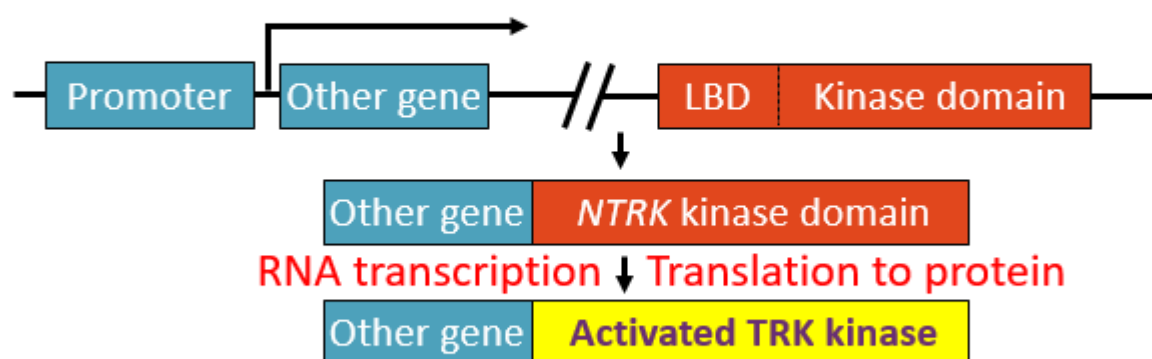 Promoter Other gene LBD Kinase domain
Other gene NTRK kinase domain
RNA transcription Translation to protein
Other gene Activated TRK kinase